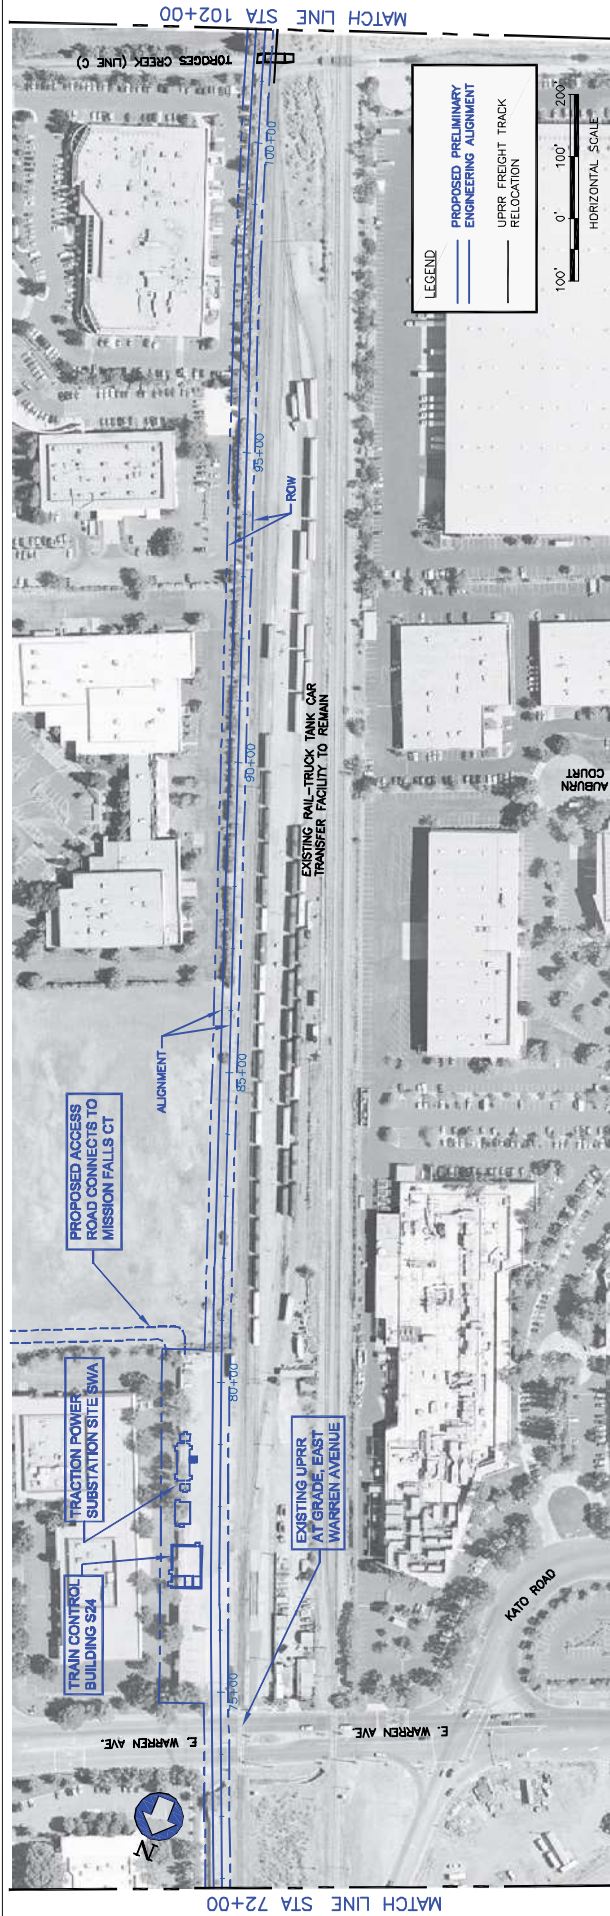 MATCH LINE STA 102+00
TOROGES CREEK (LINE C)
100+00
LEGEND
PROPOSED PRELIMINARY
ENGINEERING ALIGNMENT
UPRR FREIGHT TRACK
RELOCATION
100'
0'
100'
200'
HORIZONTAL SCALE
95+00
ROW
90+00
EXISTING RAIL-TRUCK TANK CAR
TRANSFER FACILITY TO REMAIN
AUBURN
COURT
ALIGNMENT
85+00
PROPOSED ACCESS
ROAD CONNECTS TO
MISSION FALLS CT
80+00
TRACTION POWER
SUBSTATION SITE SWA
TRAIN CONTROL
BUILDING S24
EXISTING UPRR
AT GRADE, EAST
WARREN AVENUE
KATO ROAD
75+00
E. WARREN AVE.
E. WARREN AVE.
N
MATCH LINE STA 72+00